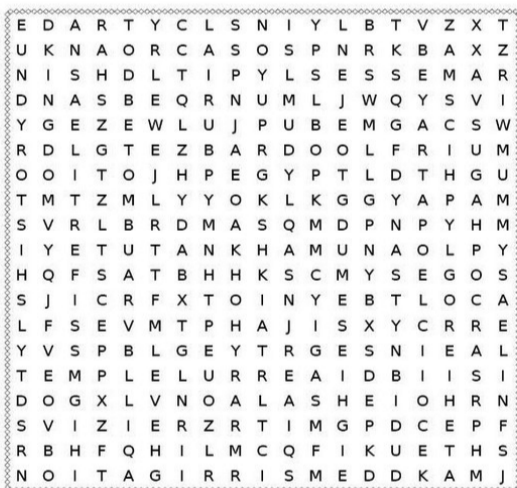 E D A R T Y C L S N I Y L B T V Z X T
U K N A O R C A S O S P N R K B A X Z
N I S H D L T I P Y L S E S S E M A R
D N A S B E Q R N U M L J W Q Y S V I
Y G E Z E W L U J P U B E M G A C S W
R D L G T E Z B A R D O O L F R I U M
O O I T O J H P E G Y P T L D T H G U
T M T Z M L Y Y O K L K G G Y A P A M
S V R L B R D M A S Q M D P N P Y H M
I Y E T U T A N K H A M U N A O L P Y
H Q F S A T B H H K S C M Y S E G O S
S J I C R F X T O I N Y E B T L O C A
L F S E V M T P H A J I S X Y C R R E
Y V S P B L G E Y T R G E S N I E A L
T E M P L E L U R R E A I D B I I S I
D O G X L V N O A L A S H E I O H R N
S V I Z I E R Z R T I M G P D C E P F
R B H F Q H I L M C Q F I K U E T H S
N O I T A G I R R I S M E D D K A M J